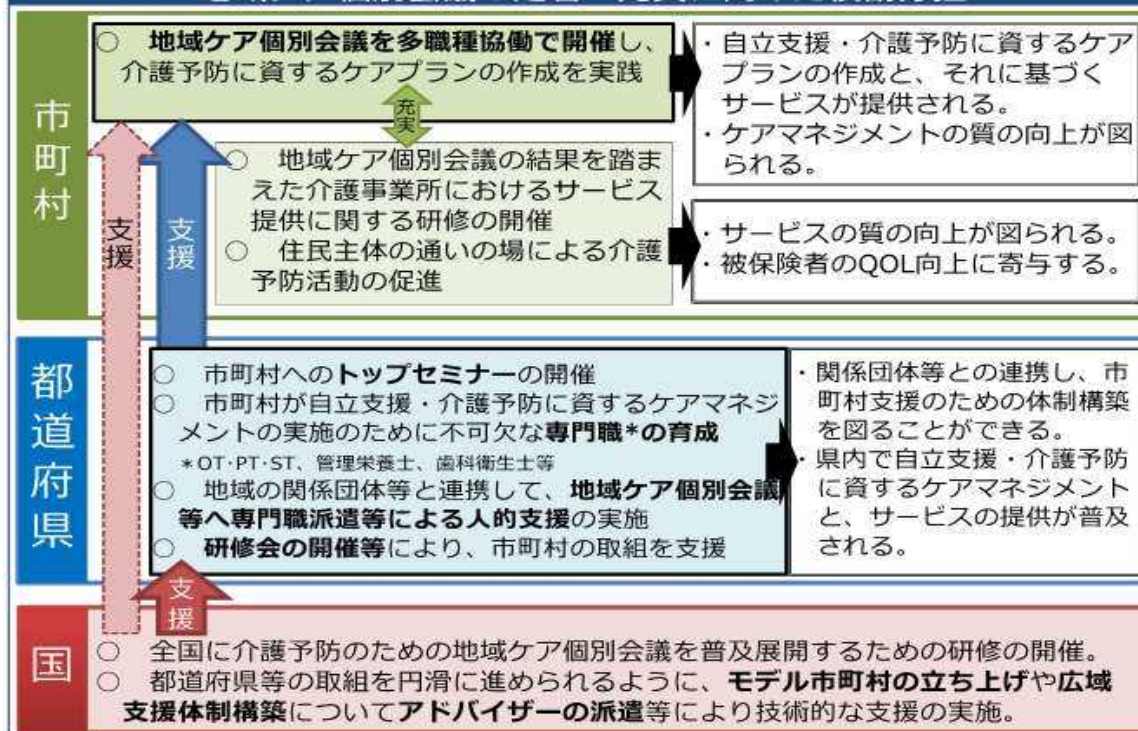 市町村
○ 地域ケア個別会議を多職種協働で開催し、
介護予防に資するケアプランの作成を実践
・自立支援・介護予防に資するケア
プランの作成と、それに基づく
サービスが提供される。
・ケアマネジメントの質の向上が図
られる。
充実
○ 地域ケア個別会議の結果を踏ま
えた介護事業所におけるサービス
提供に関する研修の開催
○ 住民主体の通いの場による介護
予防活動の促進
・サービスの質の向上が図られる。
・被保険者のQOL向上に寄与する。
支援
支援
都道府県
○ 市町村へのトップセミナーの開催
○ 市町村が自立支援・介護予防に資するケアマネジ
メントの実施のために不可欠な専門職*の育成
*OT・PT・ST、管理栄養士、歯科衛生士等
○ 地域の関係団体等と連携して、地域ケア個別会議
等へ専門職派遣等による人的支援の実施
○ 研修会の開催等により、市町村の取組を支援
・関係団体等との連携し、市
町村支援のための体制構築
を図ることができる。
・県内で自立支援・介護予防
に資するケアマネジメント
と、サービスの提供が普及
される。
支援
国
○ 全国に介護予防のための地域ケア個別会議を普及展開するための研修の開催。
○ 都道府県等の取組を円滑に進められるように、モデル市町村の立ち上げや広域
支援体制構築についてアドバイザーの派遣等により技術的な支援の実施。